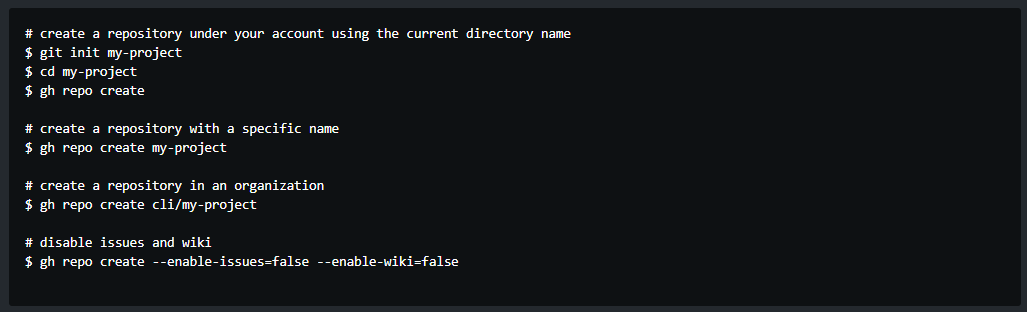 # create a repository under your account using the current directory name
$ git init my-project
$ cd my-project
$ gh repo create
# create a repository with a specific name
$ gh repo create my-project
# create a repository in an organization
$ gh repo create cli/my-project
# disable issues and wiki
$ gh repo create --enable-issues=false --enable-wiki=false